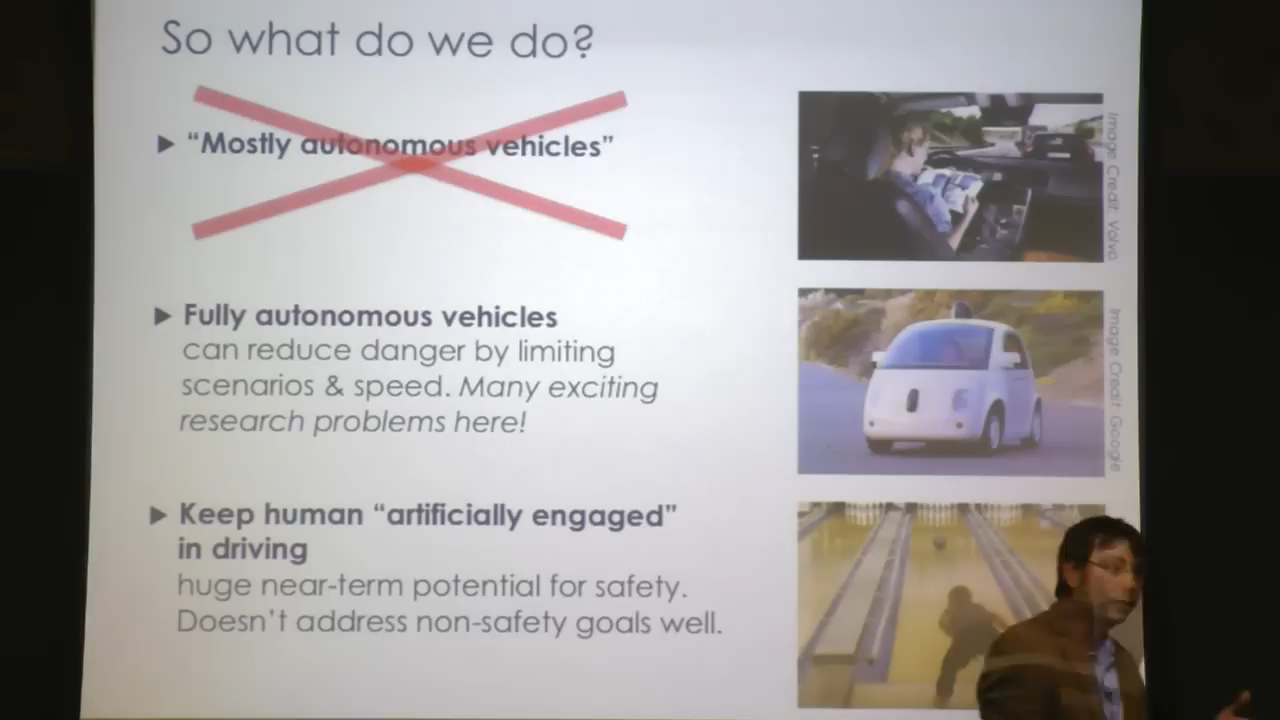 So what do we do?
▶ “Mostly autonomous vehicles”
Image Credit: Volvo
▶ Fully autonomous vehicles
can reduce danger by limiting
scenarios & speed. Many exciting
research problems here!
Image Credit: Google
▶ Keep human “artificially engaged”
in driving
huge near-term potential for safety.
Doesn’t address non-safety goals well.